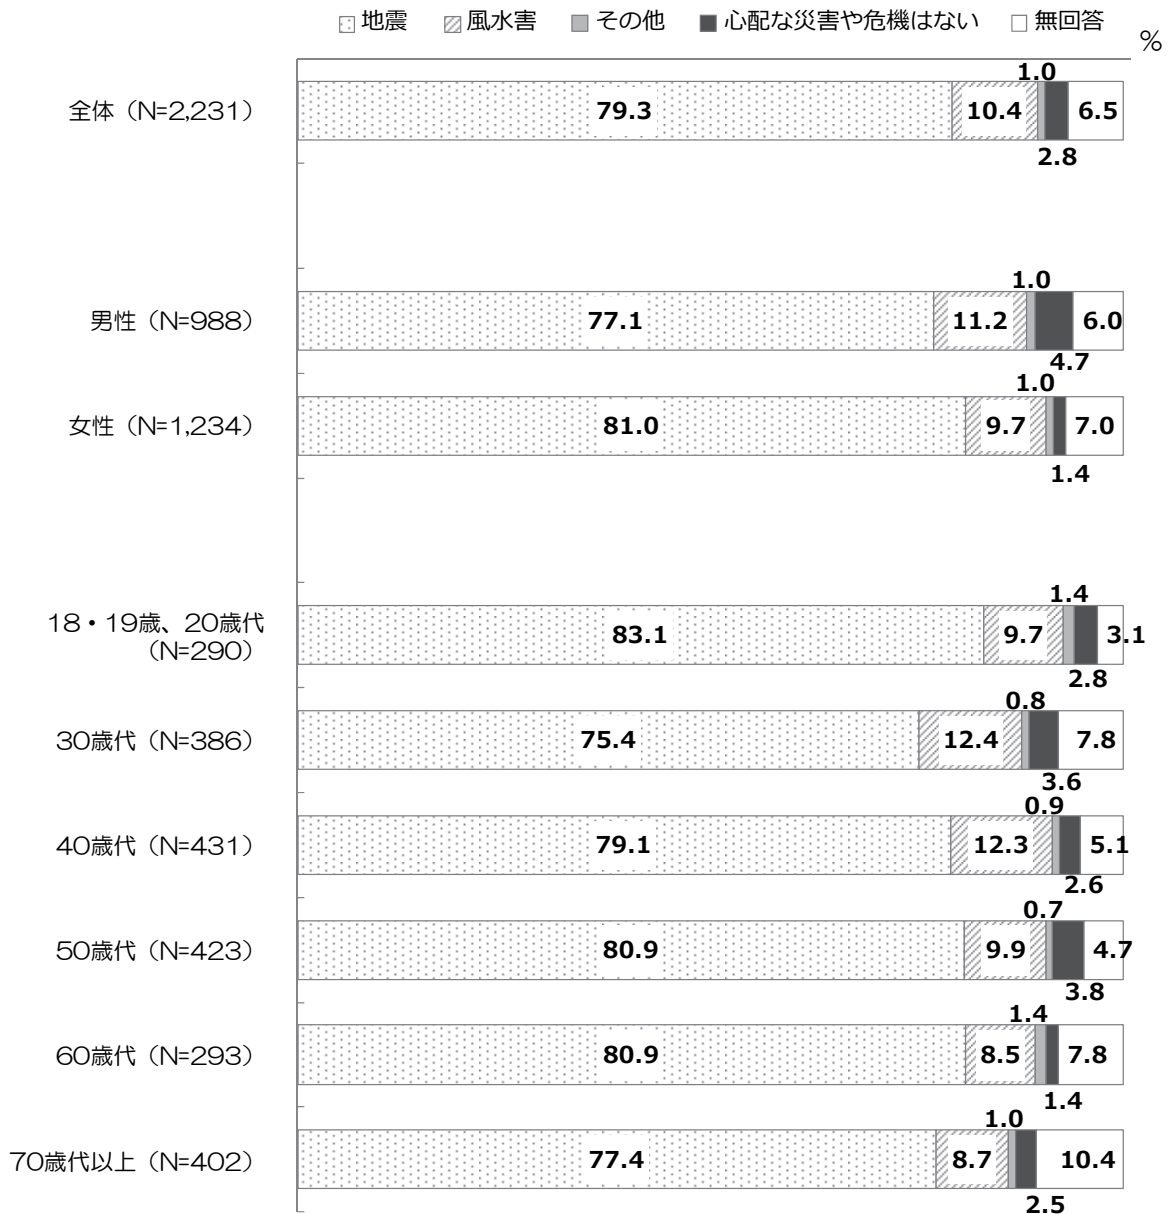 地震 風水害 その他 心配な災害や危機はない 無回答
%
1.0
全体（N=2,231） 79.3 10.4 6.5
2.8
1.0
男性（N=988） 77.1 11.2 6.0
4.7
1.0
女性（N=1,234） 81.0 9.7 7.0
1.4
1.4
18・19歳、20歳代
（N=290） 83.1 9.7 3.1
2.8
0.8
30歳代（N=386） 75.4 12.4 7.8
3.6
0.9
40歳代（N=431） 79.1 12.3 5.1
2.6
0.7
50歳代（N=423） 80.9 9.9 4.7
3.8
1.4
60歳代（N=293） 80.9 8.5 7.8
1.4
1.0
70歳代以上（N=402） 77.4 8.7 10.4
2.5